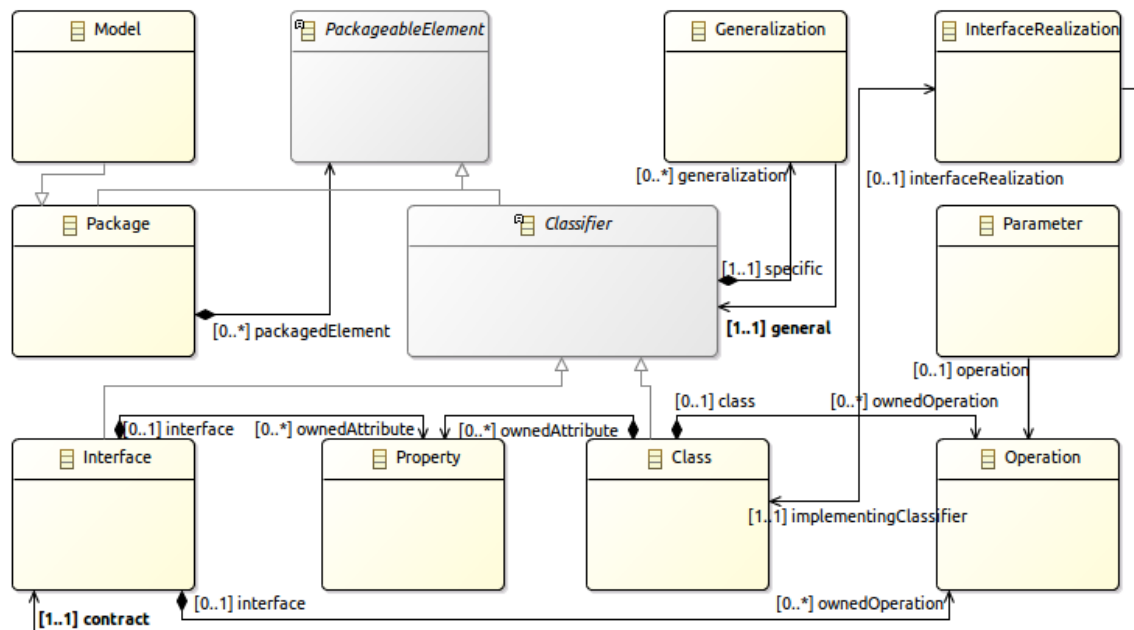 Model
PackageableElement
Generalization
InterfaceRealization
[0..*] generalization
[0..1] interfaceRealization
Package
Classifier
Parameter
[1..1] specific
[0..*] packagedElement
[1..1] general
[0..1] operation
[0..1] class
[0..*] ownedOperation
[0..1] interface
[0..*] ownedAttribute
[0..*] ownedAttribute
Interface
Property
Class
Operation
[1..1] implementingClassifier
[0..1] interface
[0..*] ownedOperation
[1..1] contract